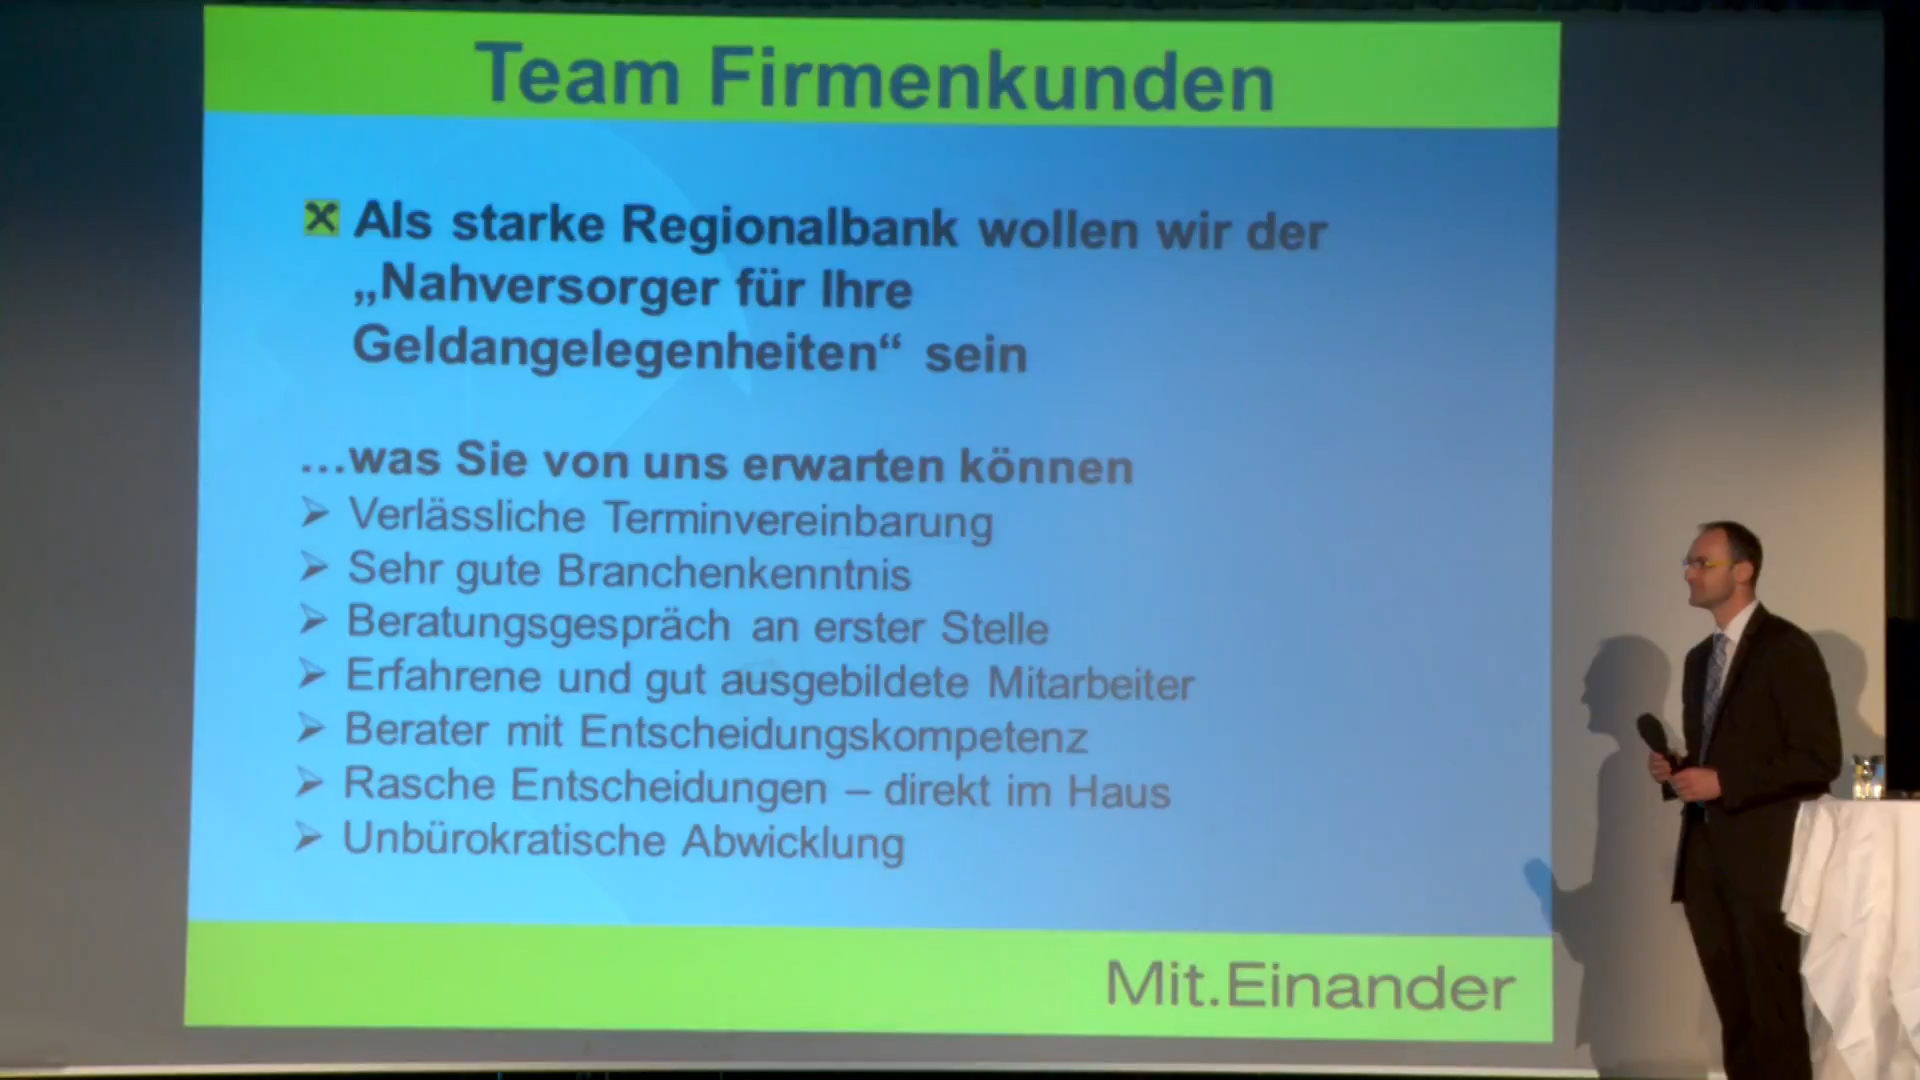 Team Firmenkunden
Als starke Regionalbank wollen wir der
„Nahversorger für Ihre
Geldangelegenheiten“ sein
…was Sie von uns erwarten können
Verlässliche Terminvereinbarung
Sehr gute Branchenkenntnis
Beratungsgespräch an erster Stelle
Erfahrene und gut ausgebildete Mitarbeiter
Berater mit Entscheidungskompetenz
Rasche Entscheidungen – direkt im Haus
Unbürokratische Abwicklung
Mit.Einander